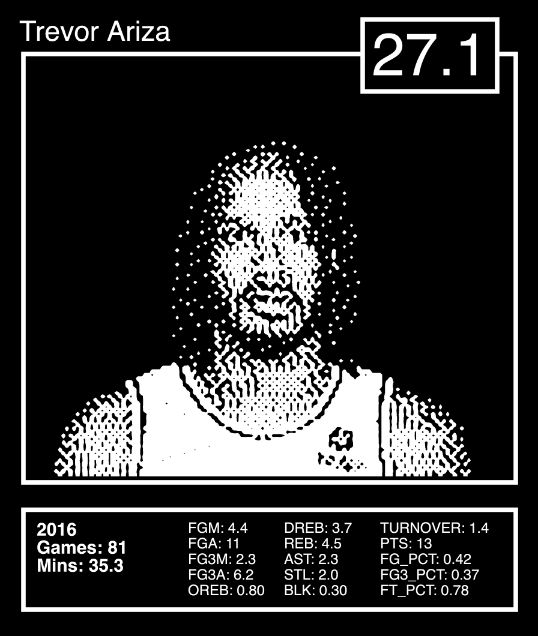 Trevor Ariza
27.1
2016
Games: 81
Mins: 35.3
FGM: 4.4
FGA: 11
FG3M: 2.3
FG3A: 6.2
OREB: 0.80
DREB: 3.7
REB: 4.5
AST: 2.3
STL: 2.0
BLK: 0.30
TURNOVER: 1.4
PTS: 13
FG_PCT: 0.42
FG3_PCT: 0.37
FT_PCT: 0.78